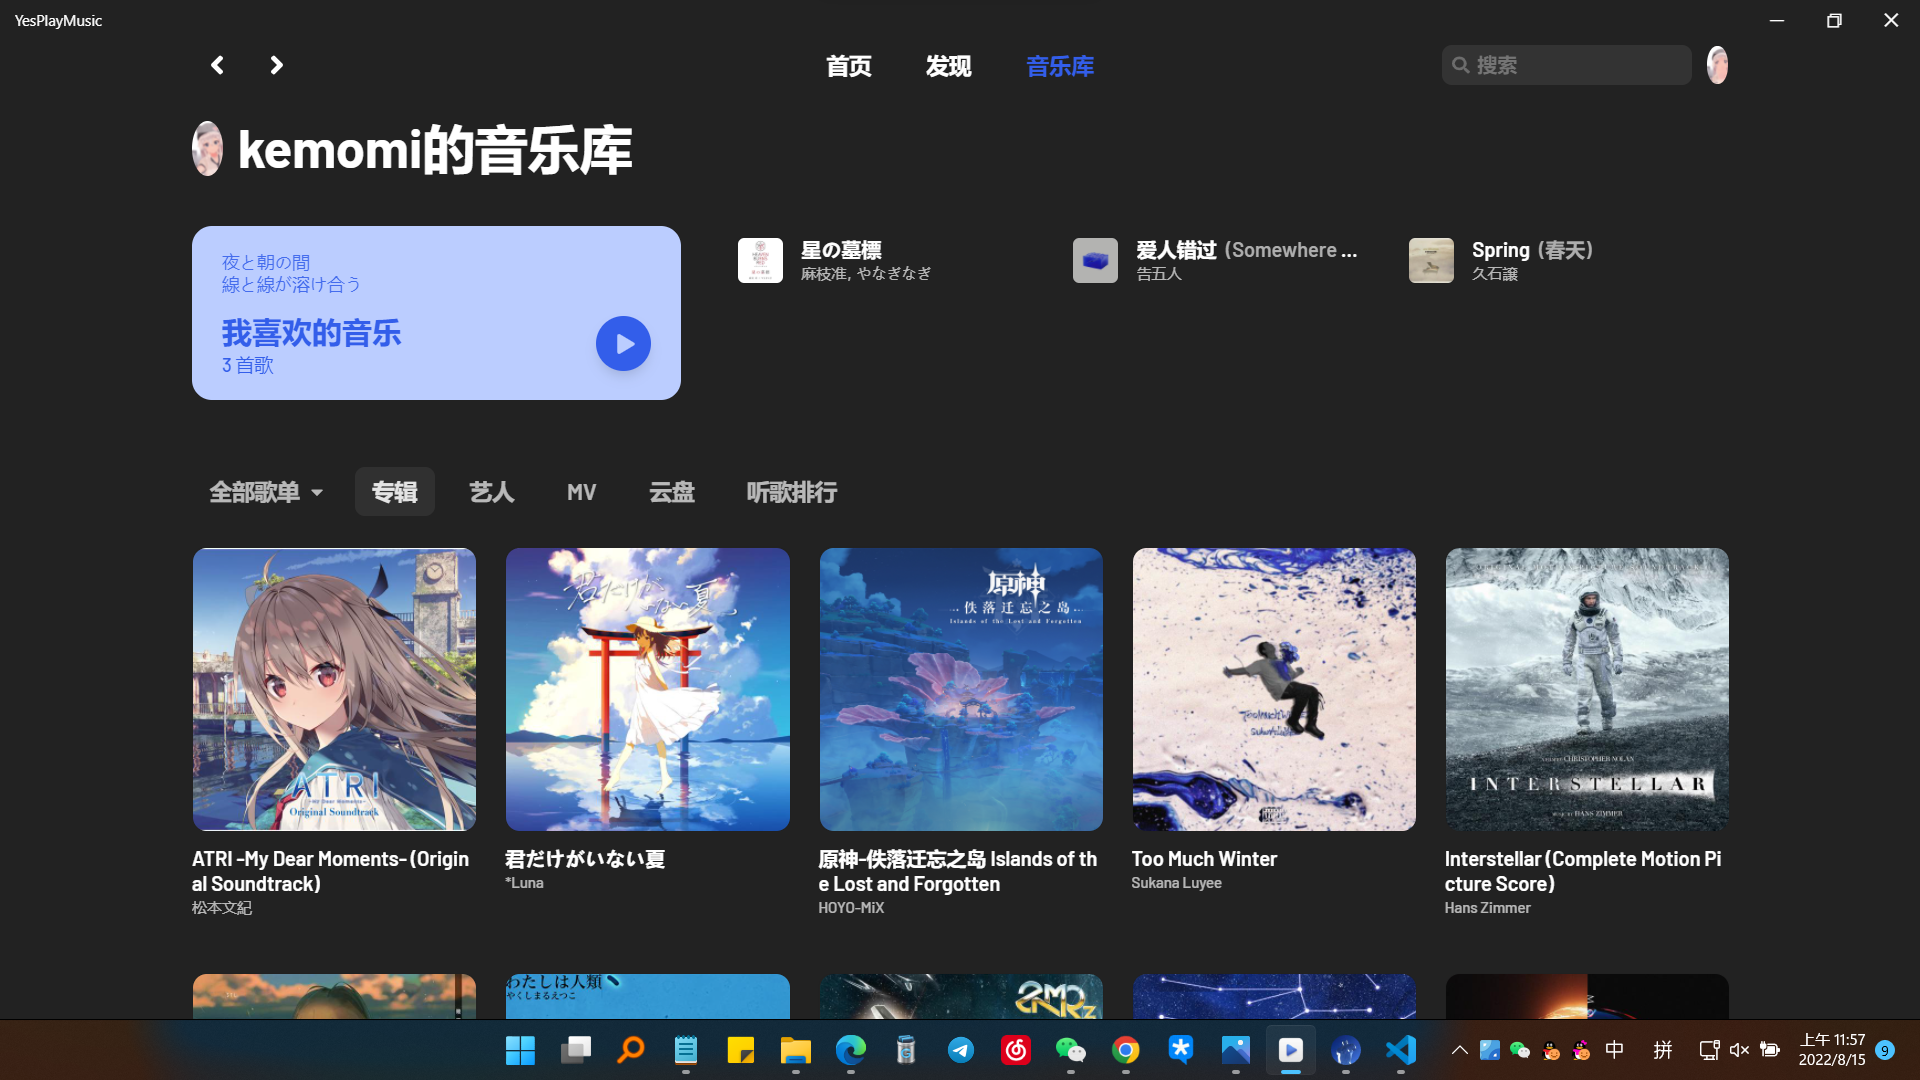 YesPlayMusic
首页
发现
音乐库
搜索
kemomi的音乐库
夜と朝の間
線と線が溶け合う
我喜欢的音乐
3 首歌
星の墓標
麻枝准, やなぎなぎ
爱人错过 (Somewhere ...
告五人
Spring (春天)
久石譲
全部歌单
专辑
艺人
MV
云盘
听歌排行
ATRI
-My Dear Moments-
Original Soundtrack
君だけがいない夏
原神
佚落迁忘之岛
Islands of the Lost and Forgotten
INTERSTELLAR
MUSIC BY HANS ZIMMER
ATRI -My Dear Moments- (Origin
al Soundtrack)
松本文紀
君だけがいない夏
*Luna
原神-佚落迁忘之岛 Islands of th
e Lost and Forgotten
HOYO-MiX
Too Much Winter
Sukana Luyee
Interstellar (Complete Motion Pi
cture Score)
Hans Zimmer
わたしは人類
やくしまるえつこ
中
拼
上午 11:57
2022/8/15
9